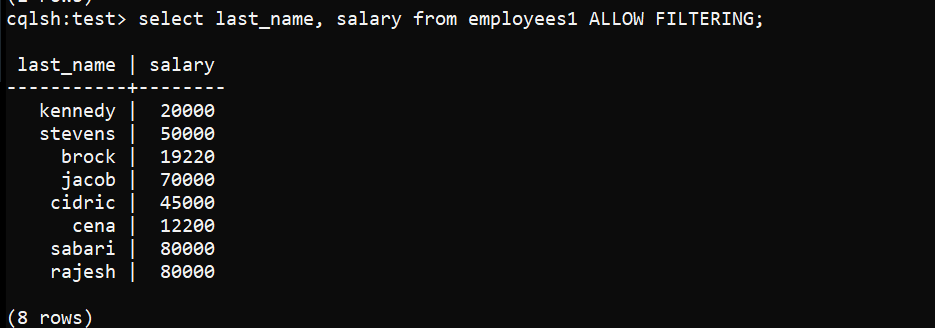 cqlsh:test> select last_name, salary from employees1 ALLOW FILTERING;
last_name | salary
-----------+--------
kennedy | 20000
stevens | 50000
brock | 19220
jacob | 70000
cidric | 45000
cena | 12200
sabari | 80000
rajesh | 80000
(8 rows)